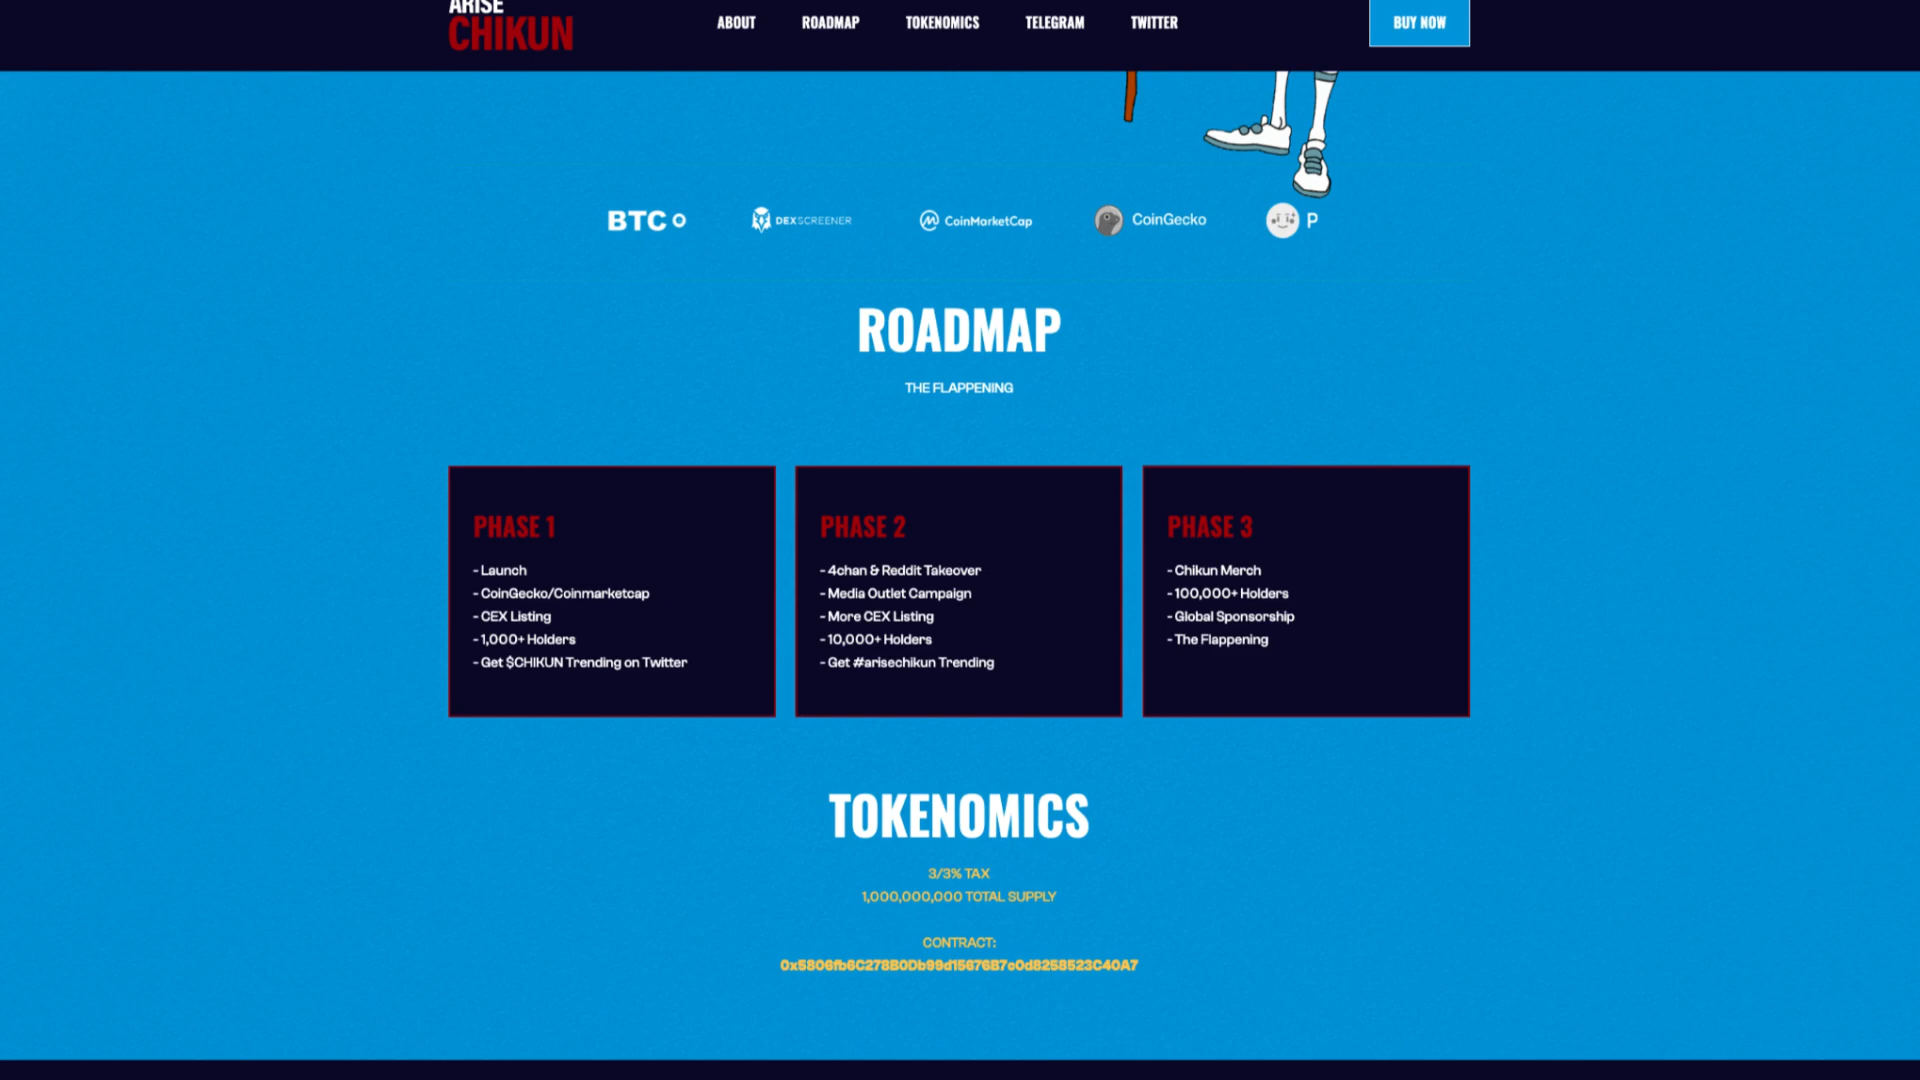 ARISE
CHIKUN
ABOUT
ROADMAP
TOKENOMICS
TELEGRAM
TWITTER
BUY NOW
BTC
DEXSCREENER
CoinMarketCap
CoinGecko
P
ROADMAP
THE FLAPPENING
PHASE 1
- Launch
- CoinGecko/Coinmarketcap
- CEX Listing
- 1,000+ Holders
- Get $CHIKUN Trending on Twitter
PHASE 2
- 4chan & Reddit Takeover
- Media Outlet Campaign
- More CEX Listing
- 10,000+ Holders
- Get #arisechikun Trending
PHASE 3
- Chikun Merch
- 100,000+ Holders
- Global Sponsorship
- The Flappening
TOKENOMICS
3/3% TAX
1,000,000,000 TOTAL SUPPLY
CONTRACT: